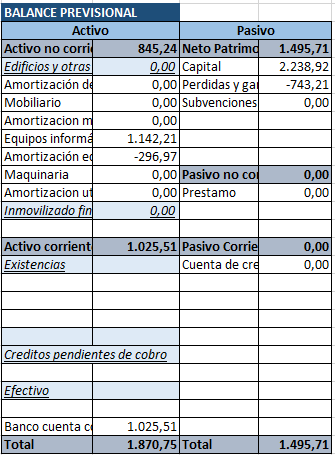 BALANCE PREVISIONAL
Activo Pasivo
Activo no corri 845,24 Neto Patrimo 1.495,71
Edificios y otras 0,00 Capital 2.238,92
Amortización de 0,00 Perdidas y gan -743,21
Mobiliario 0,00 Subvenciones 0,00
Amortizacion m 0,00
Equipos informá 1.142,21
Amortización eq -296,97
Maquinaria 0,00 Pasivo no cor 0,00
Amortizacion ut 0,00 Prestamo 0,00
Inmovilizado fin 0,00
Activo corrient 1.025,51 Pasivo Corrie 0,00
Existencias Cuenta de cre 0,00
Creditos pendientes de cobro
Efectivo
Banco cuenta co 1.025,51
Total 1.870,75 Total 1.495,71